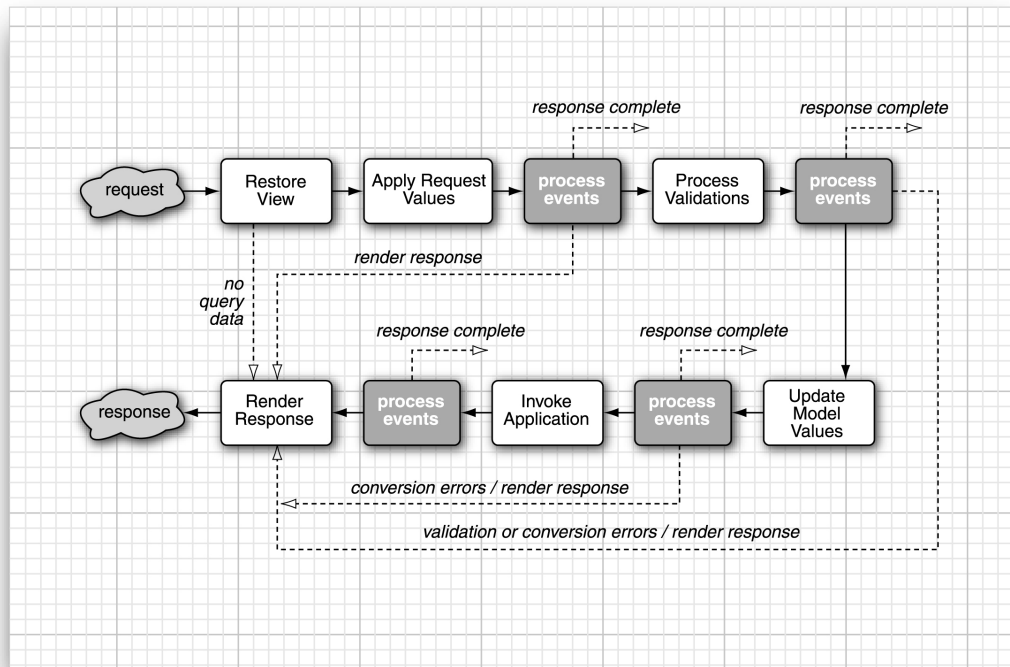 response complete
response complete
request
Restore
View
Apply Request
Values
process
events
Process
Validations
process
events
render response
no
query
data
response complete
response complete
response
Render
Response
process
events
Invoke
Application
process
events
Update
Model
Values
conversion errors / render response
validation or conversion errors / render response